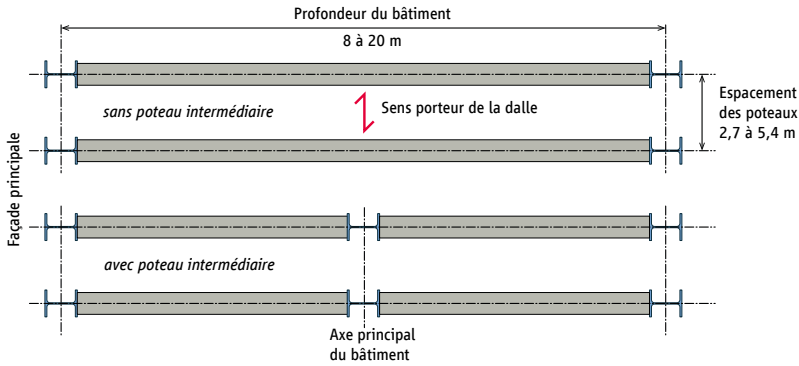 Profondeur du bâtiment
8 à 20 m
sans poteau intermédiaire
Sens porteur de la dalle
Espacement
des poteaux
2,7 à 5,4 m
Façade principale
avec poteau intermédiaire
Axe principal
du bâtiment